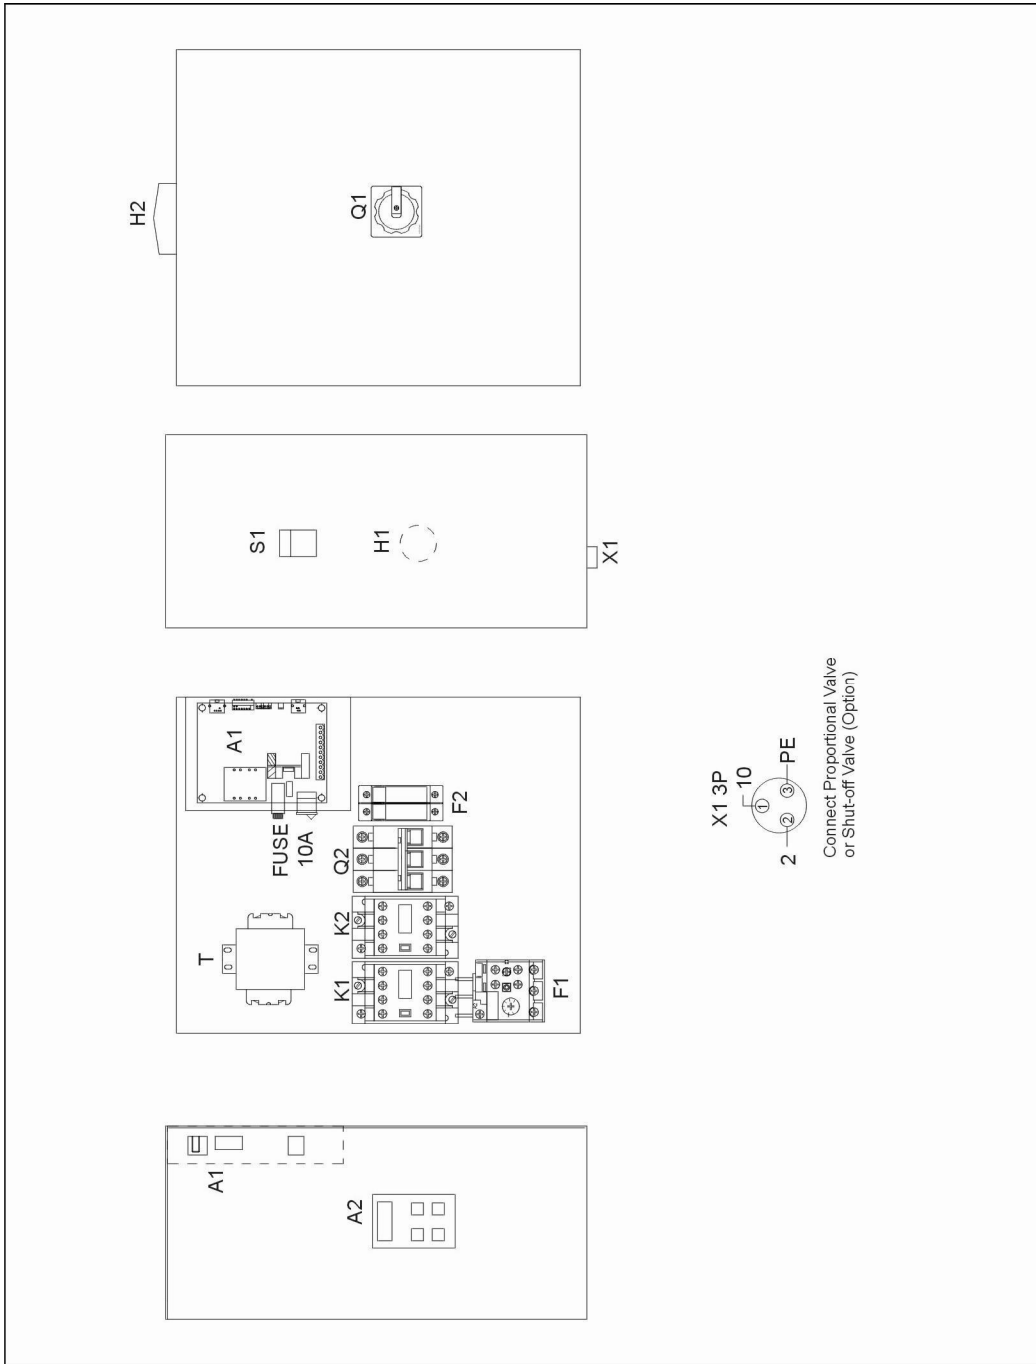 A1
A2
T
A1
FUSE
10A
K1
K2
Q2
F2
F1
S1
H1
X1
H2
Q1
X1 3P
10
1
2
2
3
PE
Connect Proportional Valve
or Shut-off Valve (Option)